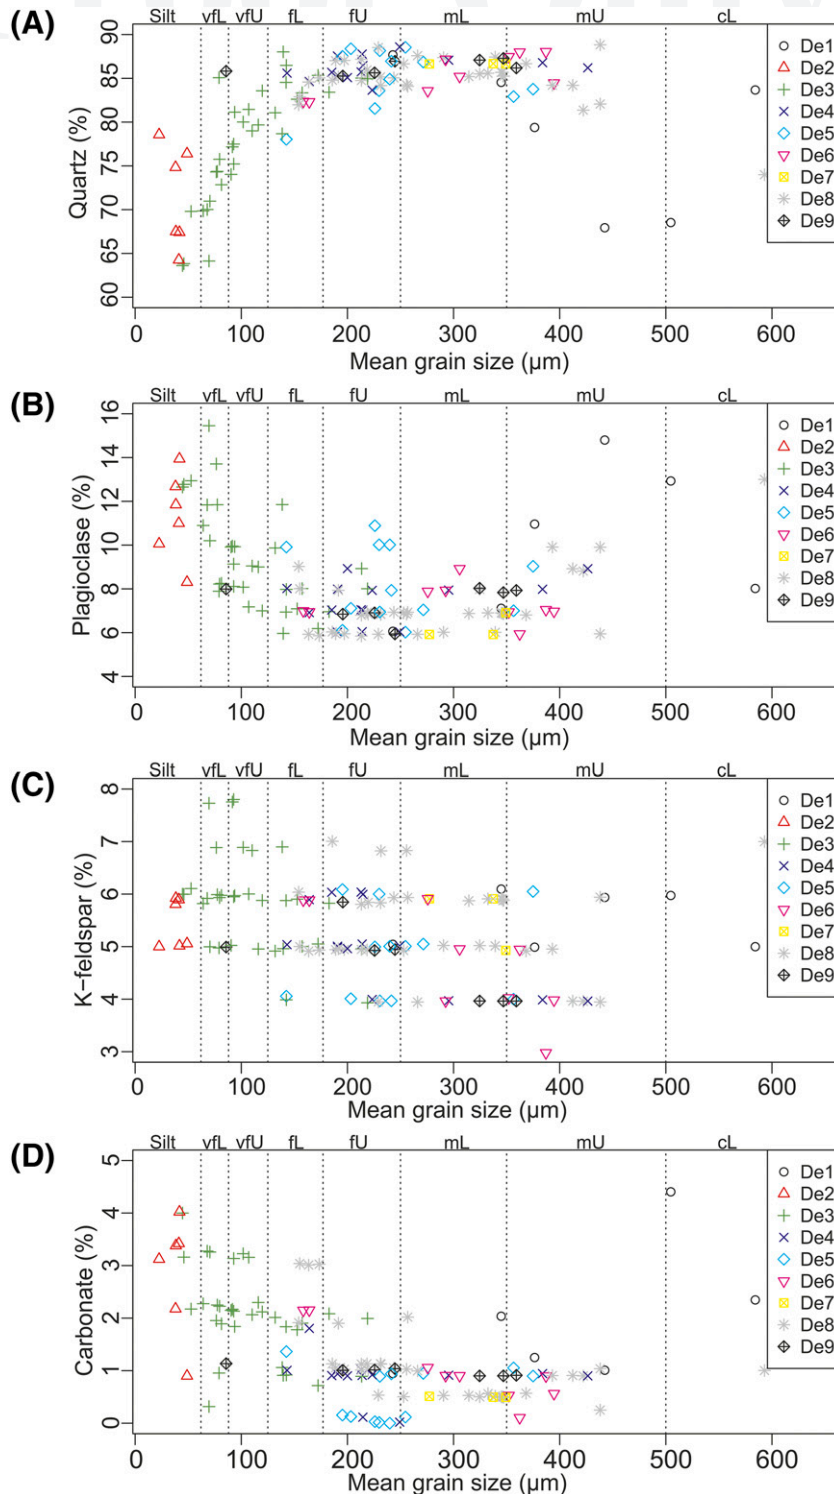 (A)
Silt vfL vfU fL fU mL mU cL
Quartz (%)
90
85
80
75
70
65
60
De1
De2
De3
De4
De5
De6
De7
De8
De9
0 100 200 300 400 500 600
Mean grain size (µm)
(B)
Silt vfL vfU fL fU mL mU cL
Plagioclase (%)
16
14
12
10
8
6
4
De1
De2
De3
De4
De5
De6
De7
De8
De9
0 100 200 300 400 500 600
Mean grain size (µm)
(C)
Silt vfL vfU fL fU mL mU cL
K−feldspar (%)
8
7
6
5
4
3
De1
De2
De3
De4
De5
De6
De7
De8
De9
0 100 200 300 400 500 600
Mean grain size (µm)
(D)
Silt vfL vfU fL fU mL mU cL
Carbonate (%)
5
4
3
2
1
0
De1
De2
De3
De4
De5
De6
De7
De8
De9
0 100 200 300 400 500 600
Mean grain size (µm)